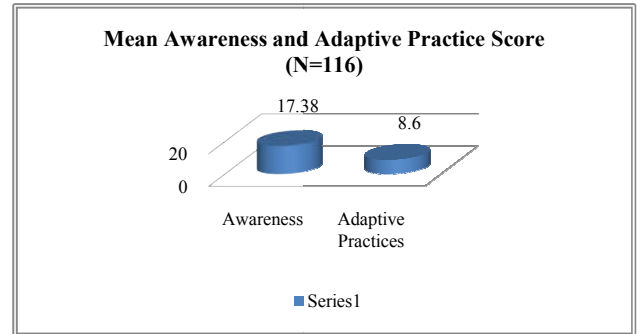 Mean Awareness and Adaptive Practice Score
(N=116)
17.38
8.6
20
0
Awareness
Adaptive
Practices
Series1